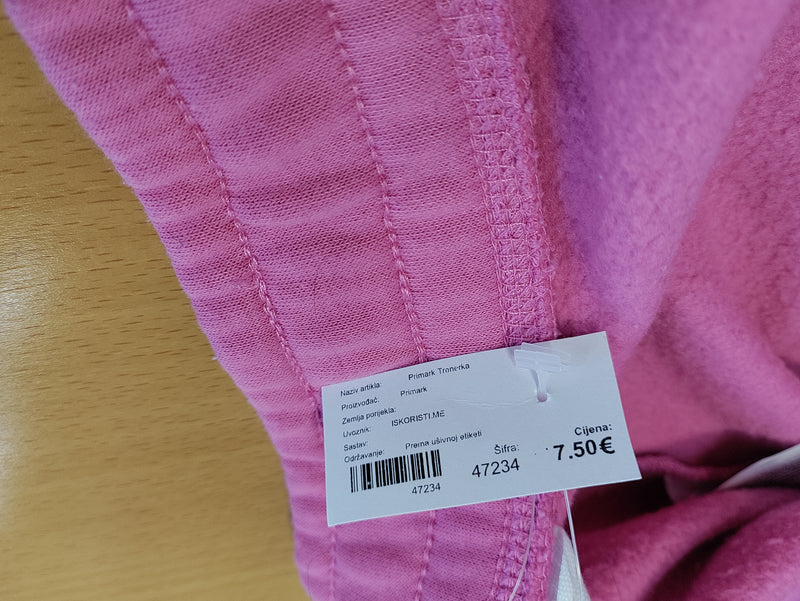 Naziv artikla: Primark Trenerka
Proizvođač: Primark
Zemlja porijekla:
Uvoznik: ISKORISTI.ME
Sastav:
Održavanje: Prema ušivnoj etiketi
47234
Šifra:
47234
Cijena:
7.50€